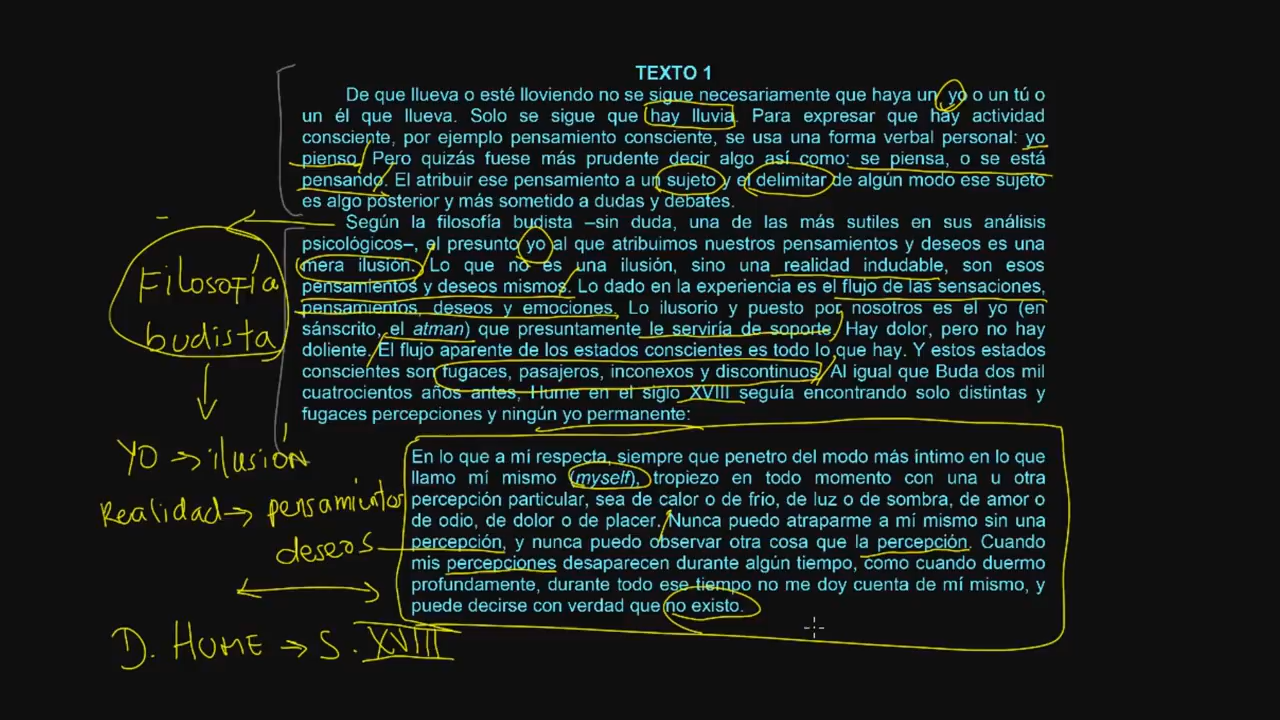 TEXTO 1
De que llueva o esté lloviendo no se sigue necesariamente que haya un yo o un tú o
un él que llueva. Solo se sigue que hay lluvia. Para expresar que hay actividad
consciente, por ejemplo pensamiento consciente, se usa una forma verbal personal: yo
pienso. Pero quizás fuese más prudente decir algo así como: se piensa, o se está
pensando. El atribuir ese pensamiento a un sujeto y el delimitar de algún modo ese sujeto
es algo posterior y más sometido a dudas y debates.
Según la filosofía budista –sin duda, una de las más sutiles en sus análisis
psicológicos–, el presunto yo al que atribuimos nuestros pensamientos y deseos es una
mera ilusión. Lo que no es una ilusión, sino una realidad indudable, son esos
pensamientos y deseos mismos. Lo dado en la experiencia es el flujo de las sensaciones,
pensamientos, deseos y emociones. Lo ilusorio y puesto por nosotros es el yo (en
sánscrito, el atman) que presuntamente le serviría de soporte. Hay dolor, pero no hay
doliente. El flujo aparente de los estados conscientes es todo lo que hay. Y estos estados
conscientes son fugaces, pasajeros, inconexos y discontinuos. Al igual que Buda dos mil
cuatrocientos años antes, Hume en el siglo XVIII seguía encontrando solo distintas y
fugaces percepciones y ningún yo permanente:
En lo que a mí respecta, siempre que penetro del modo más íntimo en lo que
llamo mí mismo (myself), tropiezo en todo momento con una u otra
percepción particular, sea de calor o de frio, de luz o de sombra, de amor o
de odio, de dolor o de placer. Nunca puedo atraparme a mí mismo sin una
percepción, y nunca puedo observar otra cosa que la percepción. Cuando
mis percepciones desaparecen durante algún tiempo, como cuando duermo
profundamente, durante todo ese tiempo no me doy cuenta de mí mismo, y
puede decirse con verdad que no existo.
Filosofía
budista
YO → ilusión
Realidad → pensamientos
deseos
D. HUME → S. XVIII